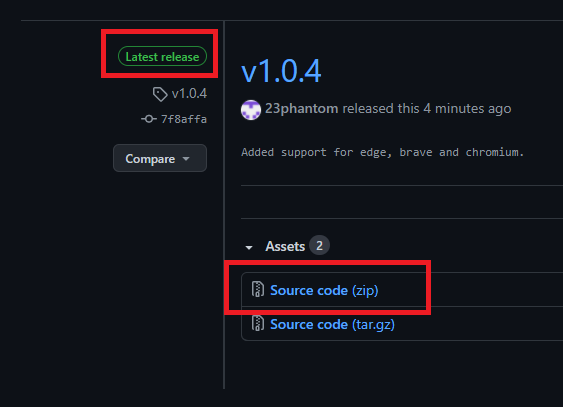 Latest release
v1.0.4
7f8affa
Compare
v1.0.4
23phantom released this 4 minutes ago
Added support for edge, brave and chromium.
Assets 2
Source code (zip)
Source code (tar.gz)